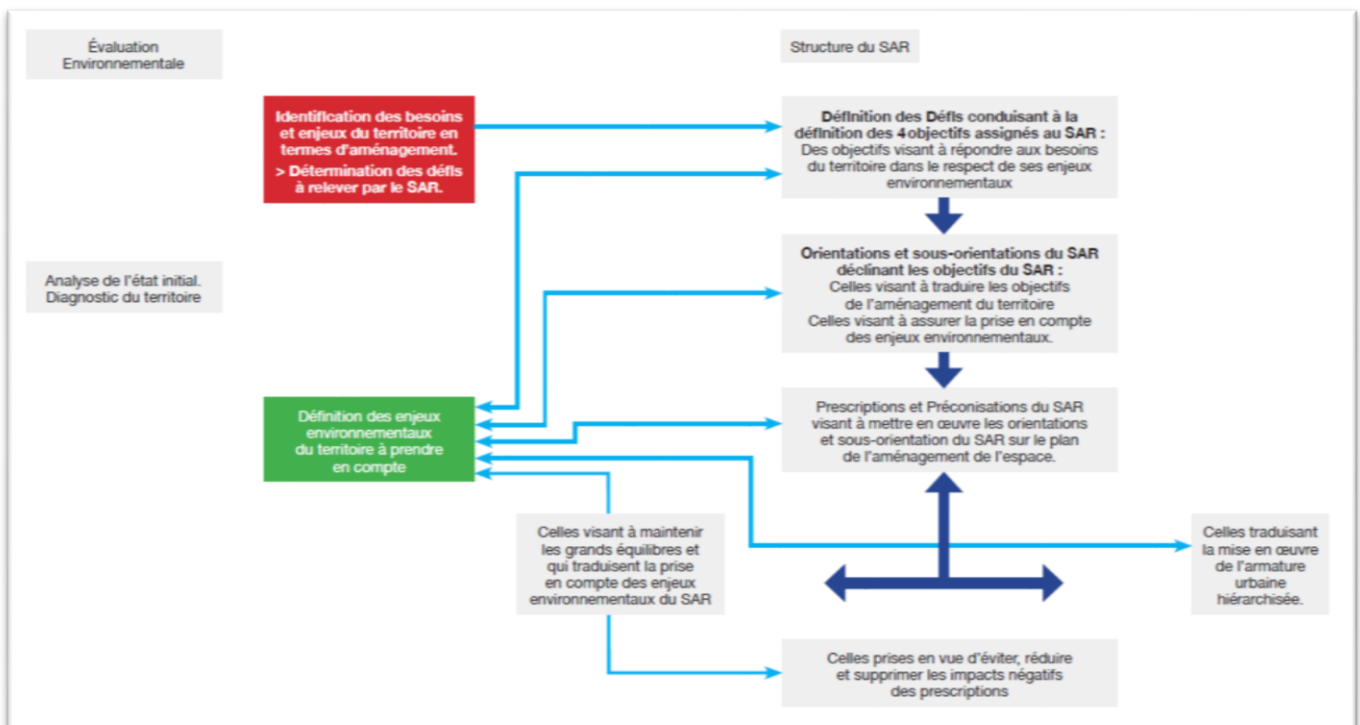 Évaluation
Environnementale
Structure du SAR
Identification des besoins
et enjeux du territoire en
termes d'aménagement.
> Détermination des défis
à relever par le SAR.
Définition des Défis conduisant à la
définition des 4 objectifs assignés au SAR :
Des objectifs visant à répondre aux besoins
du territoire dans le respect de ses enjeux
environnementaux
Analyse de l'état initial.
Diagnostic du territoire
Orientations et sous-orientations du SAR
déclinant les objectifs du SAR :
Celles visant à traduire les objectifs
de l'aménagement du territoire
Celles visant à assurer la prise en compte
des enjeux environnementaux.
Définition des enjeux
environnementaux
du territoire à prendre
en compte
Prescriptions et Préconisations du SAR
visant à mettre en œuvre les orientations
et sous-orientation du SAR sur le plan
de l'aménagement de l'espace.
Celles visant à maintenir
les grands équilibres et
qui traduisent la prise
en compte des enjeux
environnementaux du SAR
Celles traduisant
la mise en œuvre
de l'armature
urbaine
hiérarchisée.
Celles prises en vue d'éviter, réduire
et supprimer les impacts négatifs
des prescriptions